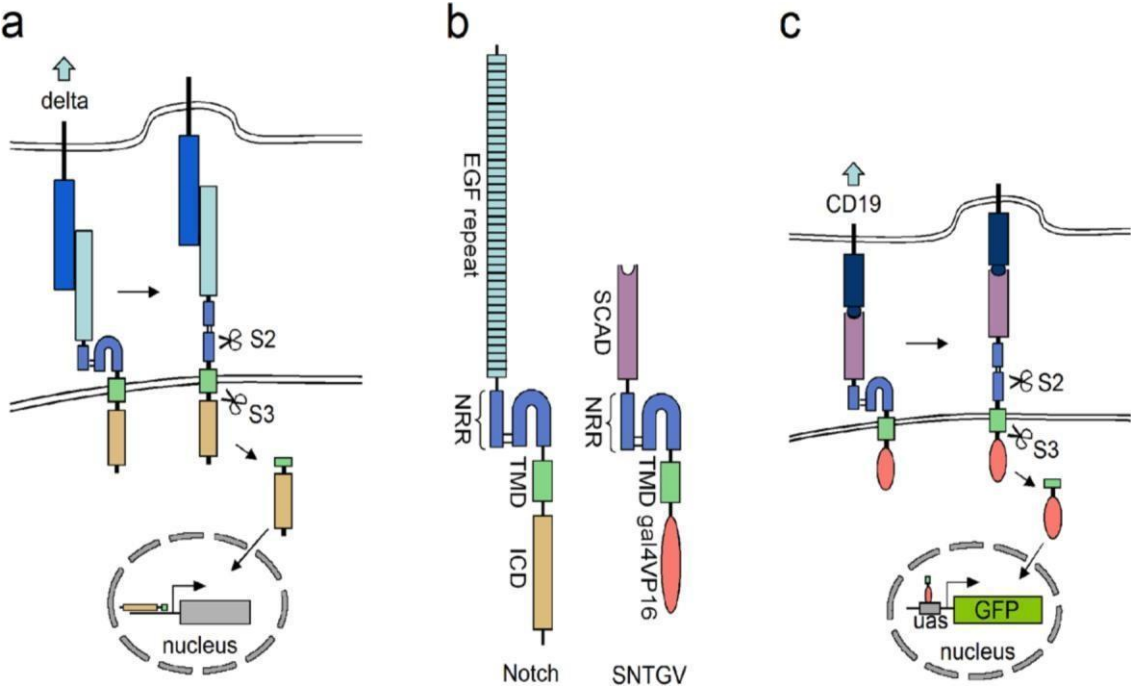 a
delta
S2
S3
nucleus
b
EGF repeat
NRR
TMD
ICD
Notch
SCAD
NRR
TMD
gal4VP16
SNTGV
c
CD19
S2
S3
uas
GFP
nucleus